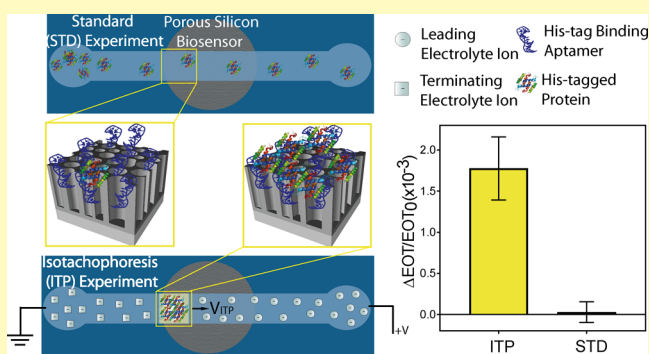 Standard
(STD) Experiment
Porous Silicon
Biosensor
Leading
Electrolyte Ion
His-tag Binding
Aptamer
Terminating
Electrolyte Ion
His-tagged
Protein
Isotachophoresis
(ITP) Experiment
V_ITP
+V
ΔEOT/EOT₀(x10⁻³)
2.0
1.5
1.0
0.5
0.0
ITP
STD